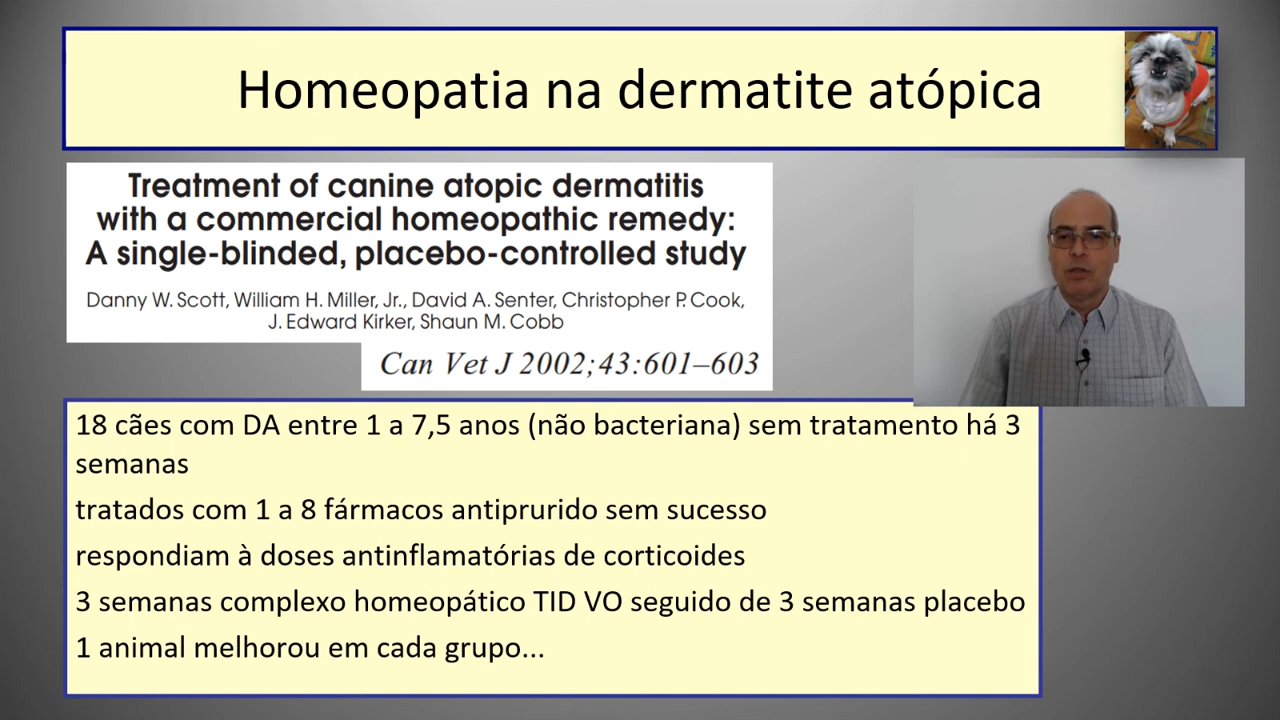 Homeopatia na dermatite atópica
Treatment of canine atopic dermatitis
with a commercial homeopathic remedy:
A single-blinded, placebo-controlled study
Danny W. Scott, William H. Miller, Jr., David A. Senter, Christopher P. Cook,
J. Edward Kirker, Shaun M. Cobb
Can Vet J 2002;43:601–603
18 cães com DA entre 1 a 7,5 anos (não bacteriana) sem tratamento há 3
semanas
tratados com 1 a 8 fármacos antiprurido sem sucesso
respondiam à doses antinflamatórias de corticoides
3 semanas complexo homeopático TID VO seguido de 3 semanas placebo
1 animal melhorou em cada grupo...